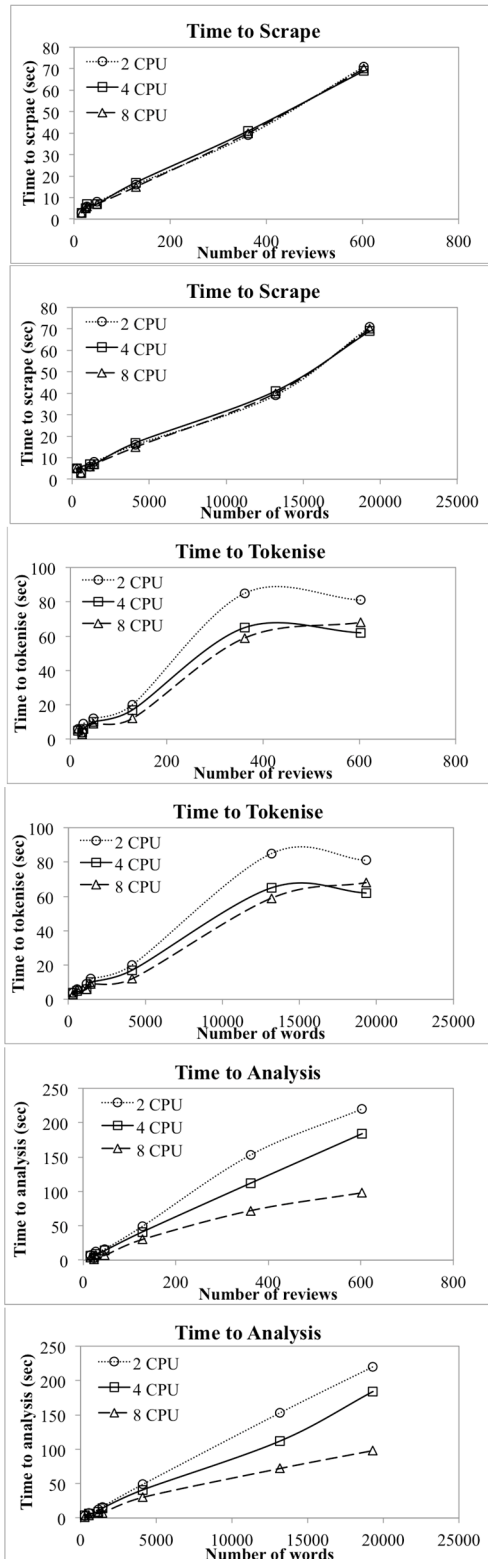 Time to Scrape
80
70
60
50
40
30
20
10
0
Time to scrpae (sec)
2 CPU
4 CPU
8 CPU
0 200 400 600 800
Number of reviews
Time to Scrape
80
70
60
50
40
30
20
10
0
Time to scrape (sec)
2 CPU
4 CPU
8 CPU
0 5000 10000 15000 20000 25000
Number of words
Time to Tokenise
100
80
60
40
20
0
Time to tokenise (sec)
2 CPU
4 CPU
8 CPU
0 200 400 600 800
Number of reviews
Time to Tokenise
100
80
60
40
20
0
Time to tokenise (sec)
2 CPU
4 CPU
8 CPU
0 5000 10000 15000 20000 25000
Number of words
Time to Analysis
250
200
150
100
50
0
Time to analysis (sec)
2 CPU
4 CPU
8 CPU
0 200 400 600 800
Number of reviews
Time to Analysis
250
200
150
100
50
0
Time to analysis (sec)
2 CPU
4 CPU
8 CPU
0 5000 10000 15000 20000 25000
Number of words